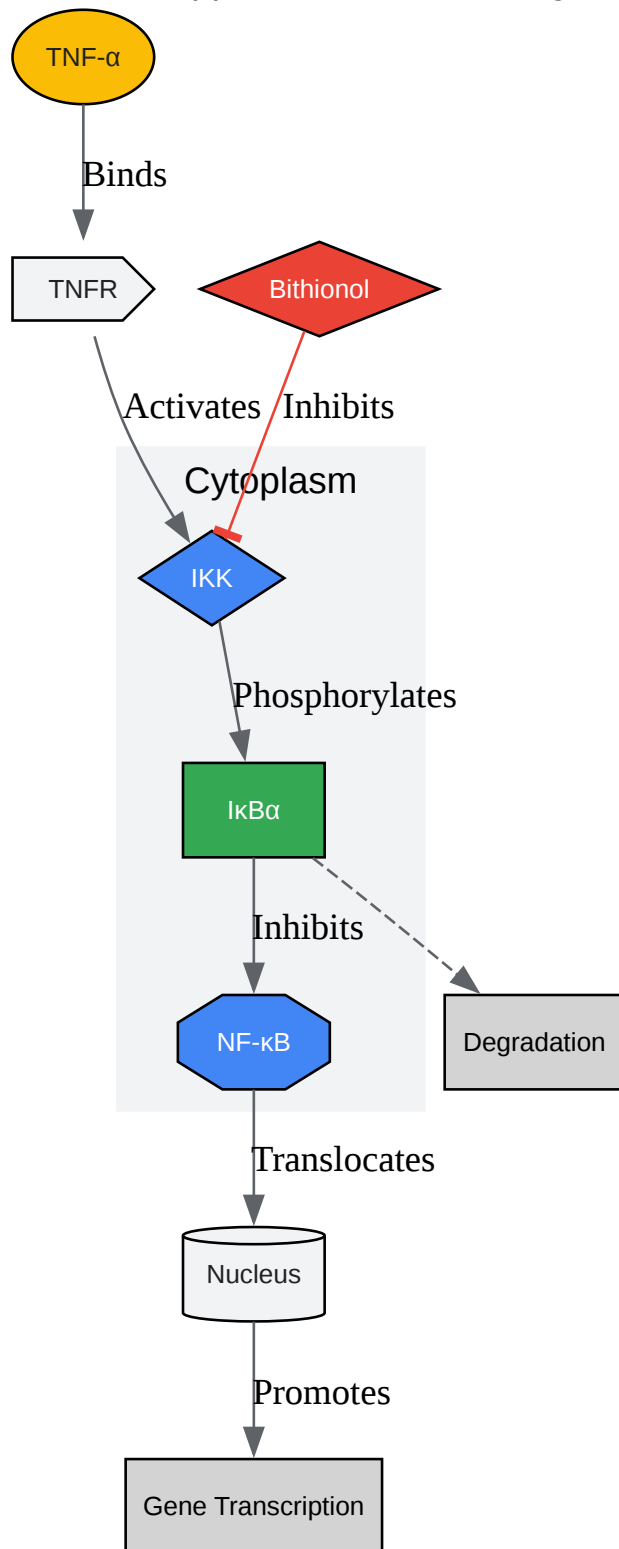 TNF-α
Binds
TNFR
Bithionol
Activates
Inhibits
Cytoplasm
IKK
Phosphorylates
IκBα
Inhibits
NF-κB
Degradation
Translocates
Nucleus
Promotes
Gene Transcription